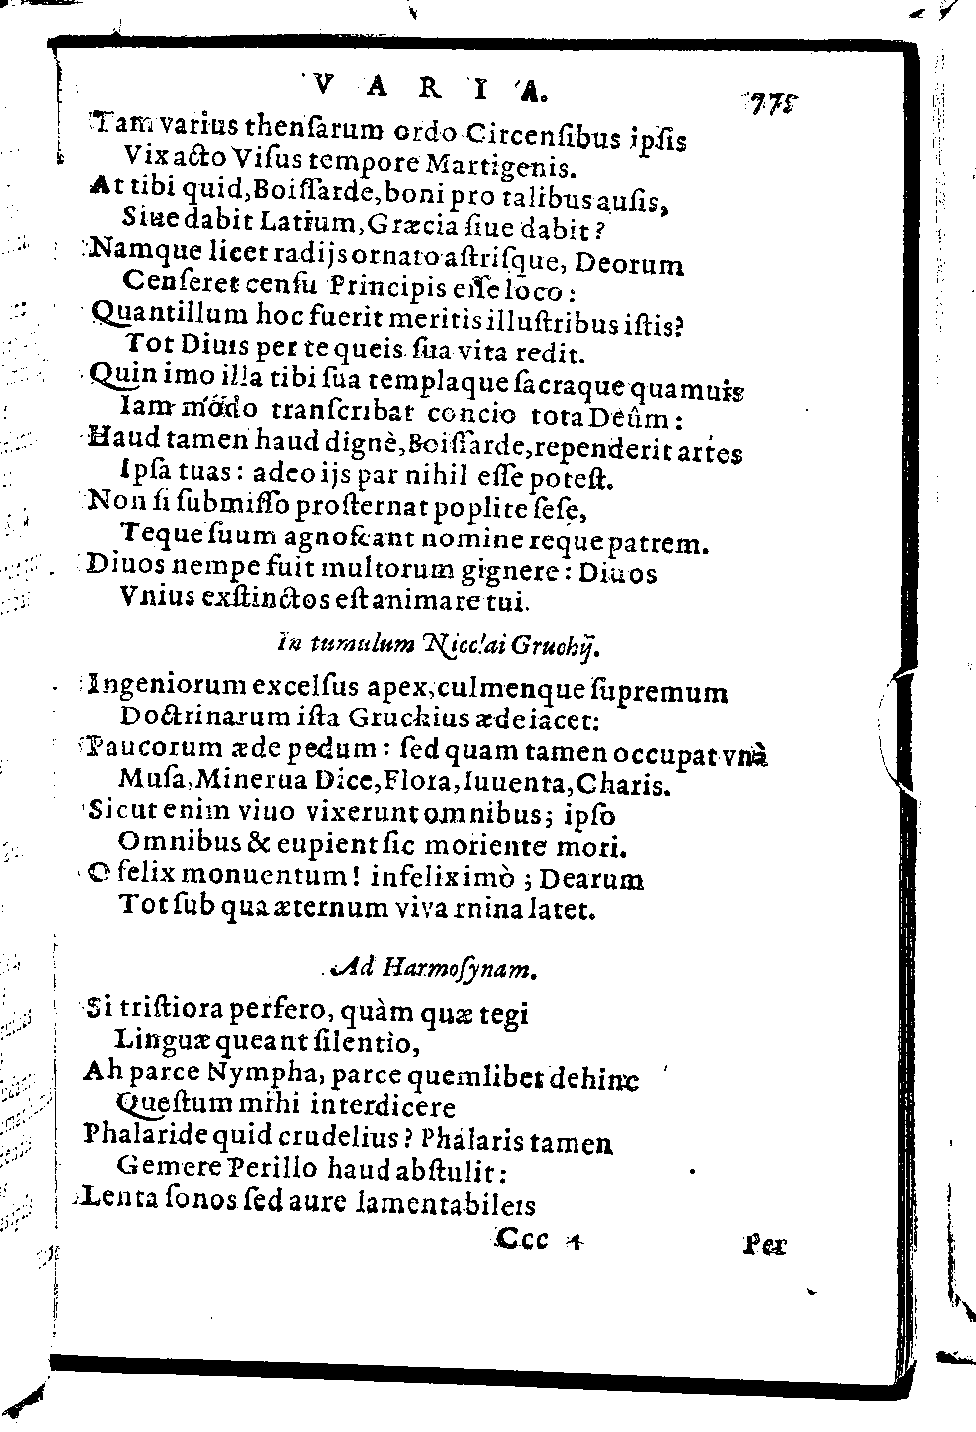 VARIA. 775
Tam varius thenſarum ordo Circenſibus ipſis
Vix acto Viſus tempore Martigenis.
At tibi quid, Boiſſarde, boni pro talibus auſis,
Siue dabit Latium, Græcia ſiue dabit?
Namque licet radijs ornato aſtriſque, Deorum
Cenſeret cenſu Principis eſſe loco:
Quantillum hoc fuerit meritis illuſtribus iſtis?
Tot Diuis per te queis ſua vita redit.
Quin imo illa tibi ſua templaque ſacraque quamuis
Iam modo tranſcribat concio tota Deûm:
Haud tamen haud dignè, Boiſſarde, rependerit artes
Ipſa tuas: adeo ijs par nihil eſſe poteſt.
Non ſi ſubmiſſo proſternat poplite ſeſe,
Teque ſuum agnoſcant nomine reque patrem.
Diuos nempe fuit multorum gignere: Diuos
Vnius exſtinctos eſt animare tui.
In tumulum Nicolai Gruchij.
Ingeniorum excelſus apex, culmenque ſupremum
Doctrinarum iſta Gruckius æde iacet:
Paucorum æde pedum: ſed quam tamen occupat vnà
Muſa, Minerua Dice, Flora, Iuuenta, Charis.
Sicut enim viuo vixerunt omnibus; ipſo
Omnibus & eupient ſic moriente mori.
O felix monuentum! infelix imò; Dearum
Tot ſub qua æternum viva rnina latet.
Ad Harmoſynam.
Si triſtiora perfero, quàm quæ tegi
Linguæ queant ſilentio,
Ah parce Nympha, parce quemlibet dehinc
Queſtum mihi interdicere
Phalaride quid crudelius? Phalaris tamen
Gemere Perillo haud abſtulit:
Lenta ſonos ſed aure lamentabileis
Ccc 4 Per